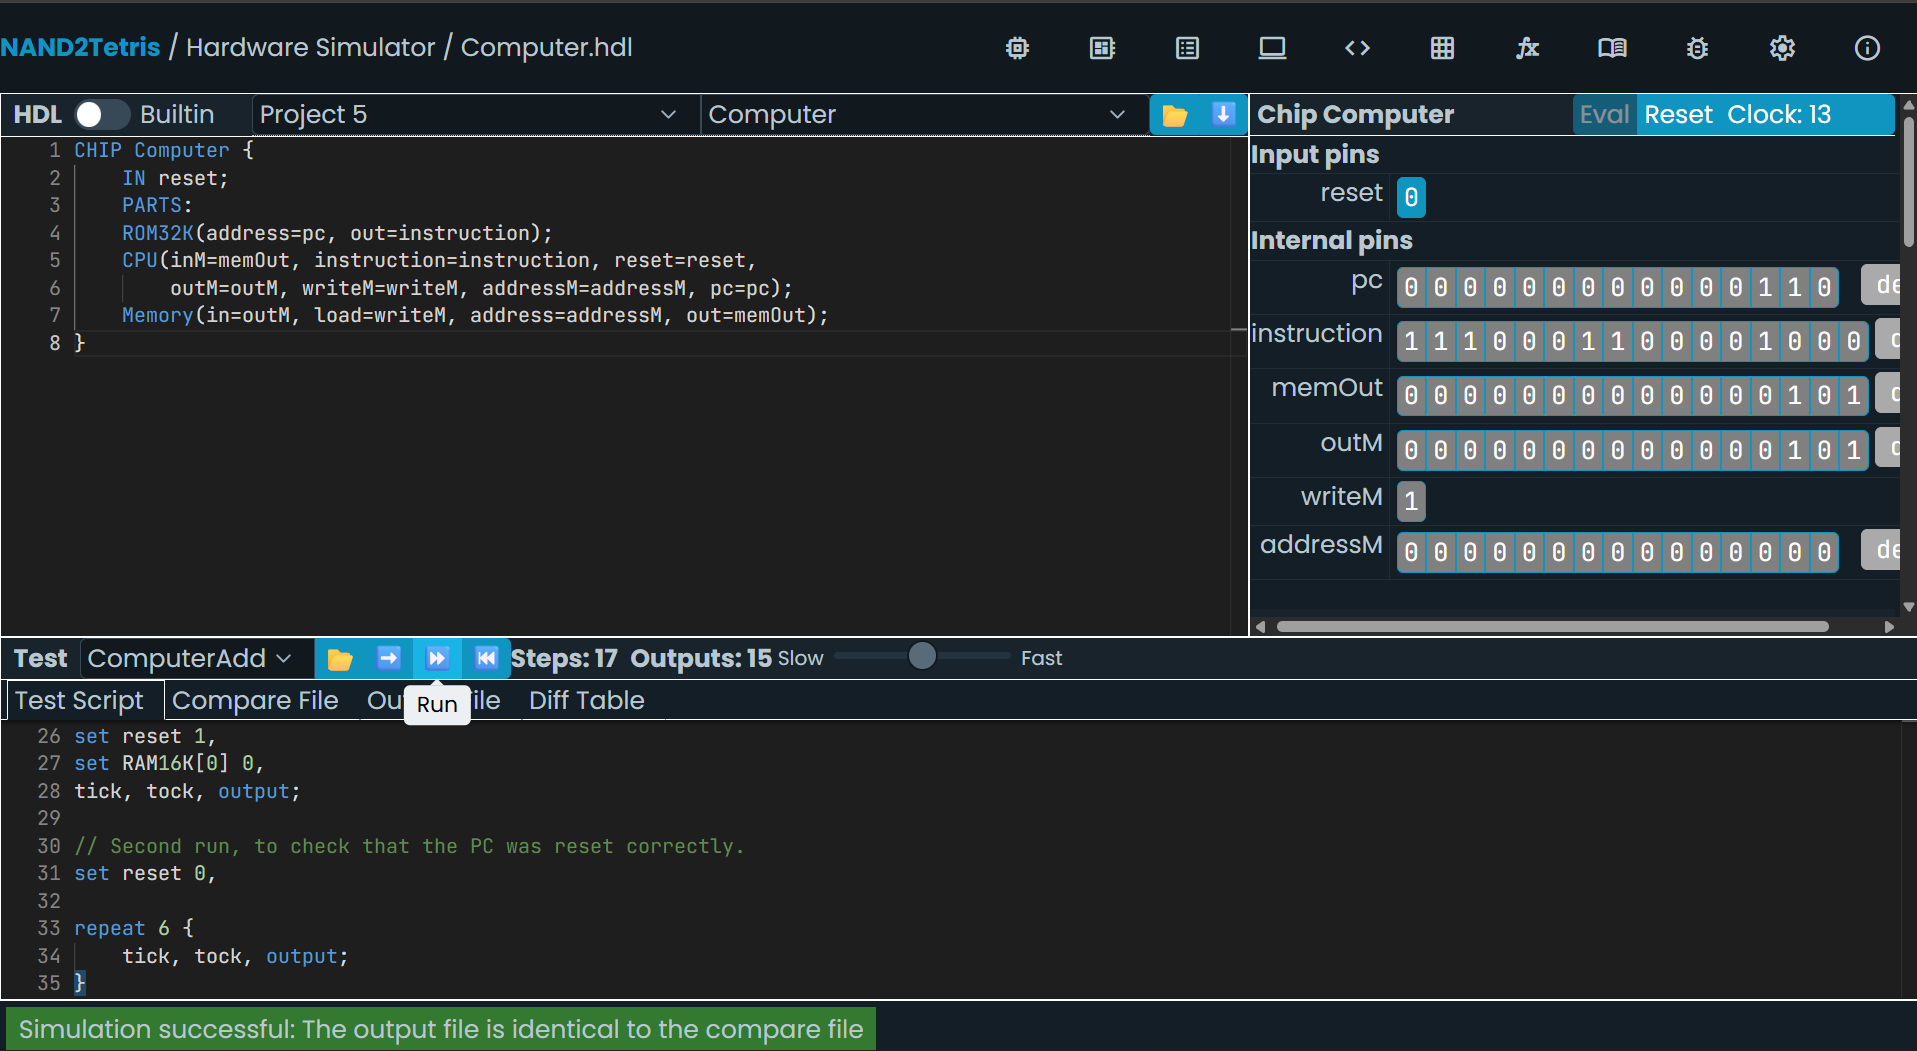 NAND2Tetris / Hardware Simulator / Computer.hdl
HDL Builtin Project 5 Computer
1 CHIP Computer {
2 IN reset;
3 PARTS:
4 ROM32K(address=pc, out=instruction);
5 CPU(inM=memOut, instruction=instruction, reset=reset,
6 outM=outM, writeM=writeM, addressM=addressM, pc=pc);
7 Memory(in=outM, load=writeM, address=addressM, out=memOut);
8 }
Chip Computer Eval Reset Clock: 13
Input pins
reset 0
Internal pins
pc 0 0 0 0 0 0 0 0 0 0 0 0 1 1 0 de
instruction 1 1 1 0 0 0 1 1 0 0 0 0 1 0 0 0
memOut 0 0 0 0 0 0 0 0 0 0 0 0 0 1 0 1
outM 0 0 0 0 0 0 0 0 0 0 0 0 0 1 0 1
writeM 1
addressM 0 0 0 0 0 0 0 0 0 0 0 0 0 0 0 de
Test ComputerAdd Steps: 17 Outputs: 15 Slow Fast
Test Script Compare File Ou ile Diff Table
Run
26 set reset 1,
27 set RAM16K[0] 0,
28 tick, tock, output;
29
30 // Second run, to check that the PC was reset correctly.
31 set reset 0,
32
33 repeat 6 {
34 tick, tock, output;
35 }
Simulation successful: The output file is identical to the compare file